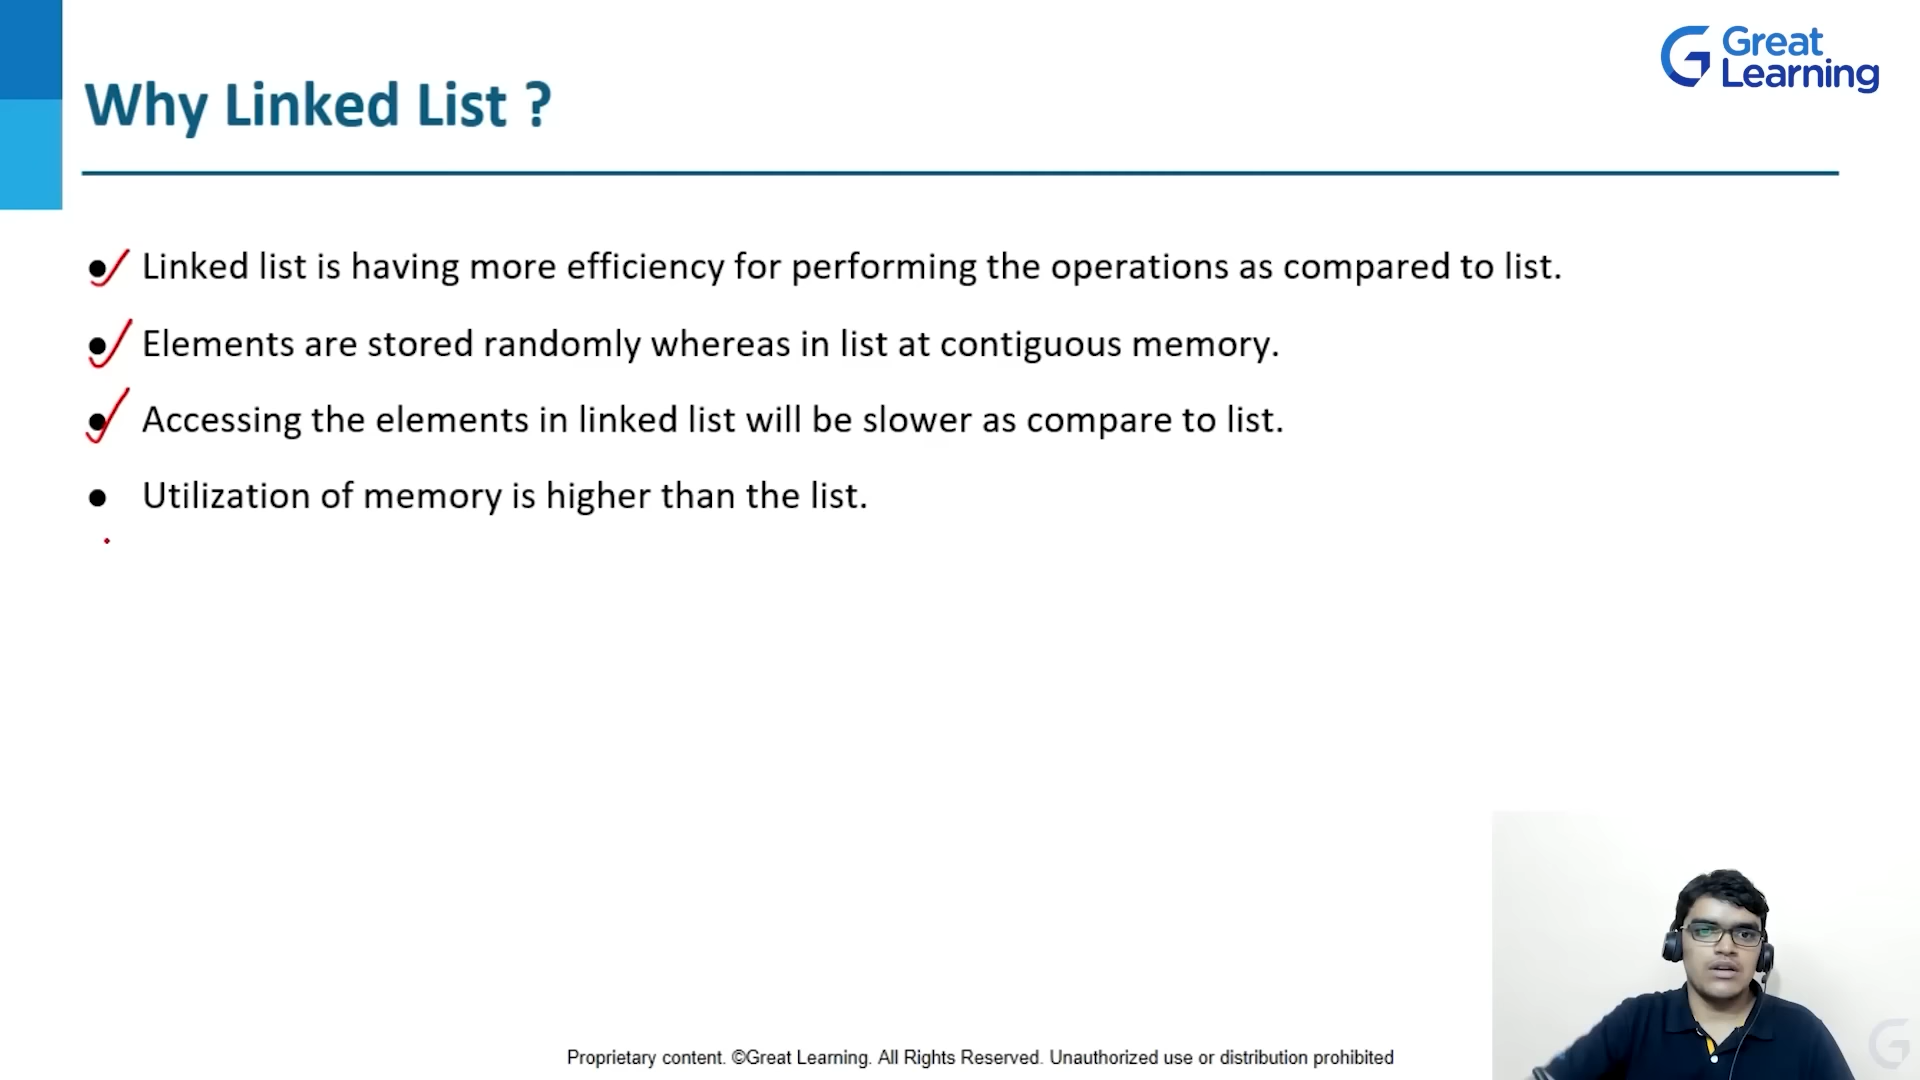 Great
Learning
Why Linked List ?
● Linked list is having more efficiency for performing the operations as compared to list.
● Elements are stored randomly whereas in list at contiguous memory.
● Accessing the elements in linked list will be slower as compare to list.
● Utilization of memory is higher than the list.
Proprietary content. ©Great Learning. All Rights Reserved. Unauthorized use or distribution prohibited